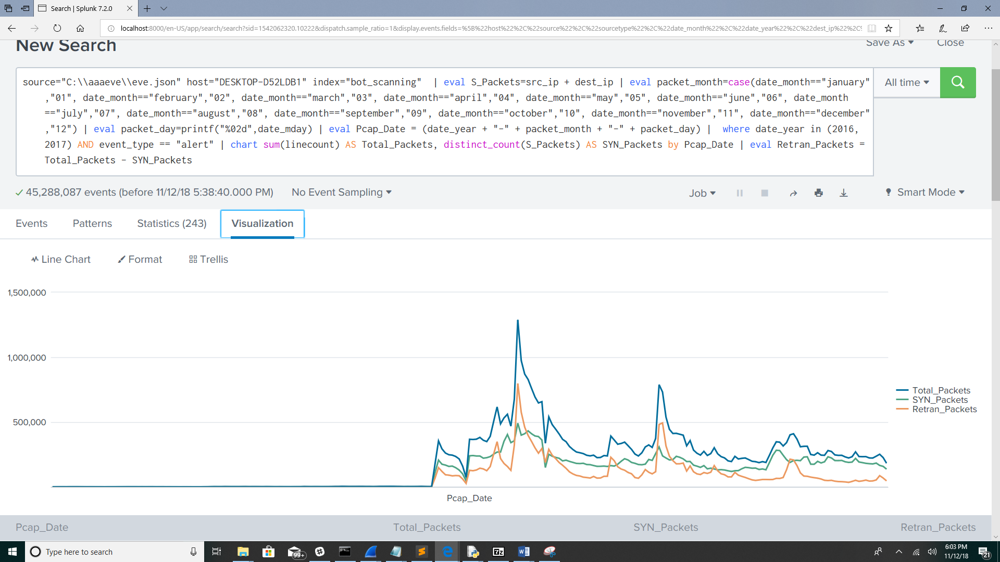 Search | Splunk 7.2.0
localhost:8000/en-US/app/search/search?sid=1542062320.10222&dispatch.sample_ratio=1&display.events.fields=%5B%22host%22%2C%22source%22%2C%22sourcetype%22%2C%22date_month%22%2C%22date_year%22%2C%22dest_ip%22%2C%
New Search
Save As Close
source="C:\\aaaeve\\eve.json" host="DESKTOP-D52LDB1" index="bot_scanning" | eval S_Packets=src_ip + dest_ip | eval packet_month=case(date_month=="january"
,"01", date_month=="february","02", date_month=="march","03", date_month=="april","04", date_month=="may","05", date_month=="june","06", date_month
=="july","07", date_month=="august","08", date_month=="september","09", date_month=="october","10", date_month=="november","11", date_month=="december"
,"12") | eval packet_day=printf("%02d",date_mday) | eval Pcap_Date = (date_year + "-" + packet_month + "-" + packet_day) | where date_year in (2016,
2017) AND event_type == "alert" | chart sum(linecount) AS Total_Packets, distinct_count(S_Packets) AS SYN_Packets by Pcap_Date | eval Retran_Packets =
Total_Packets - SYN_Packets
All time
45,288,087 events (before 11/12/18 5:38:40.000 PM) No Event Sampling
Job Smart Mode
Events Patterns Statistics (243) Visualization
Line Chart Format Trellis
1,500,000
1,000,000
500,000
Total_Packets
SYN_Packets
Retran_Packets
Pcap_Date
Pcap_Date Total_Packets SYN_Packets Retran_Packets
Type here to search
99+
7z
W
6:03 PM
11/12/18
21